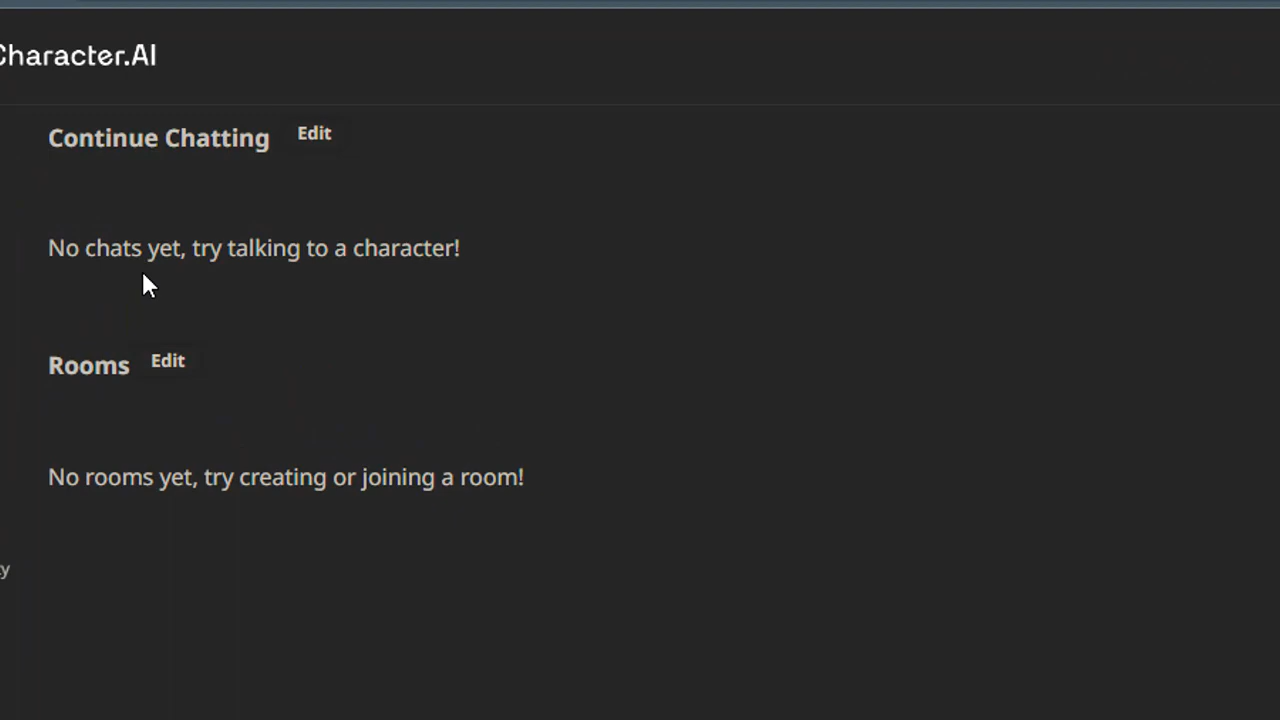 Character.AI
Continue Chatting Edit
No chats yet, try talking to a character!
Rooms Edit
No rooms yet, try creating or joining a room!